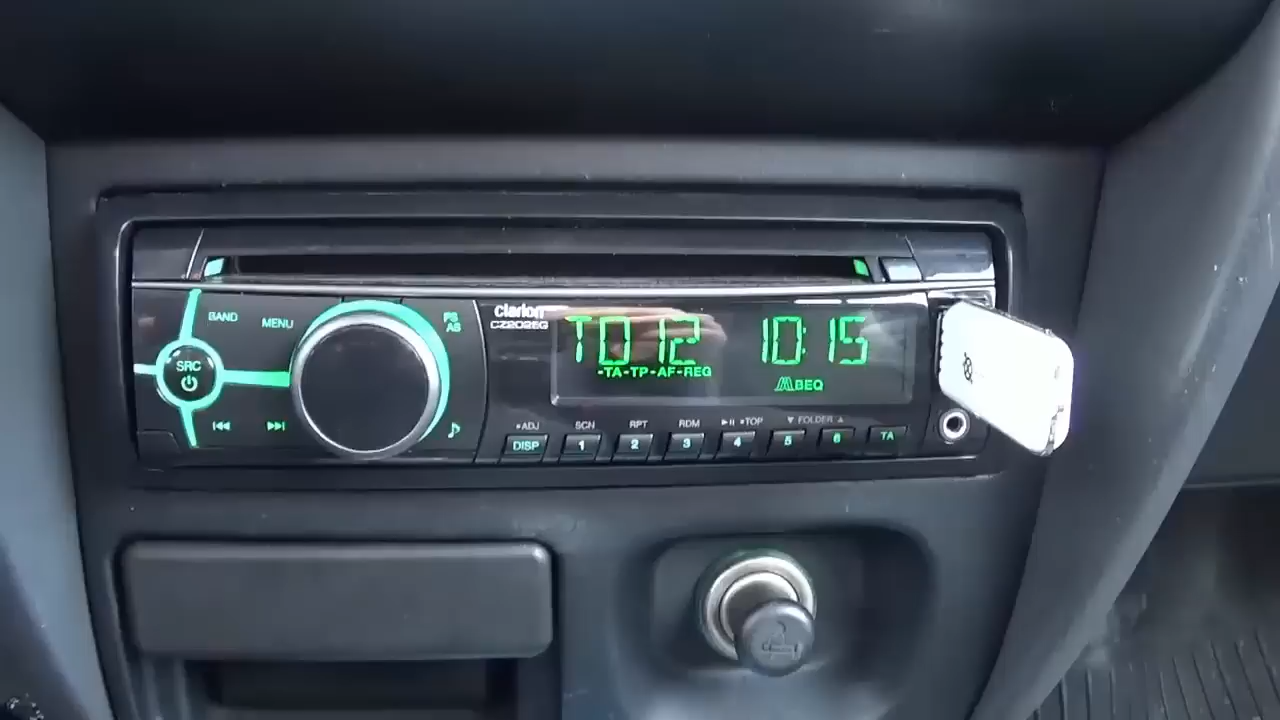 clarion
CZ202EG
BAND
MENU
PS
AS
SRC
T012 10:15
-TA-TP-AF-REG
BEQ
ADJ SCN RPT RDM TOP FOLDER
DISP 1 2 3 4 5 6 TA